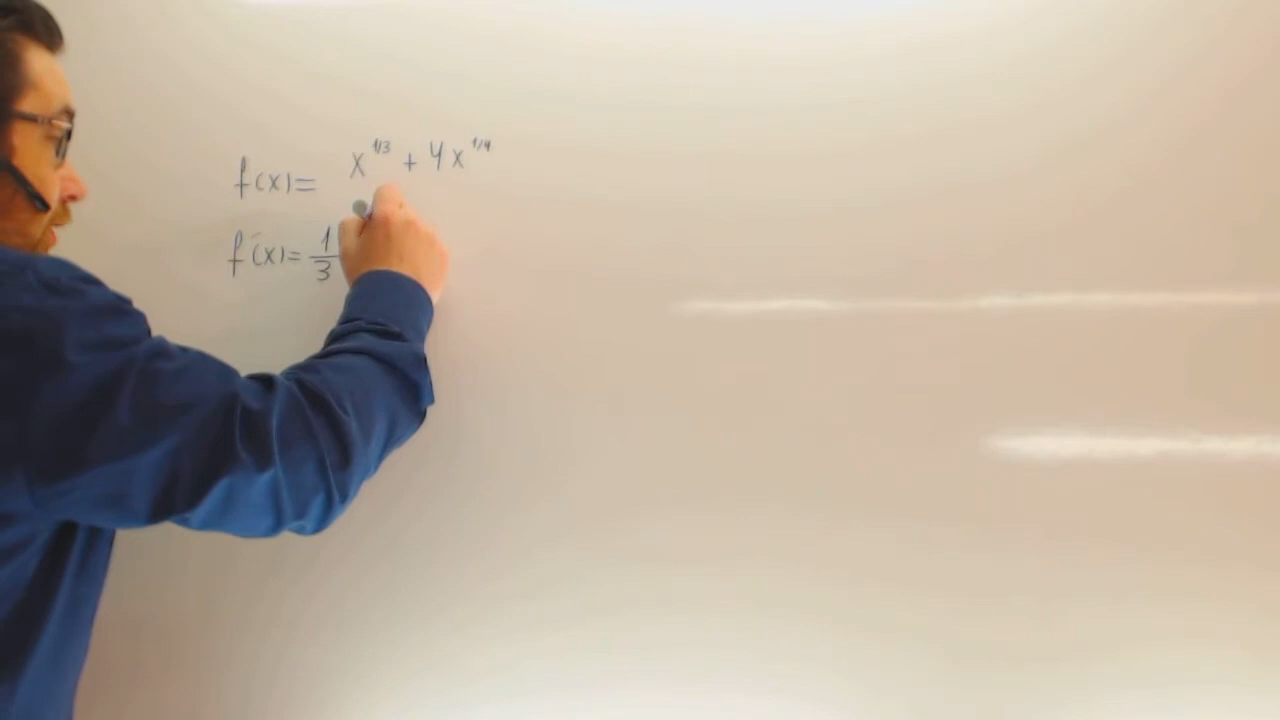 f(x)= x^1/3 + 4x^1/4
f'(x)= 1/3